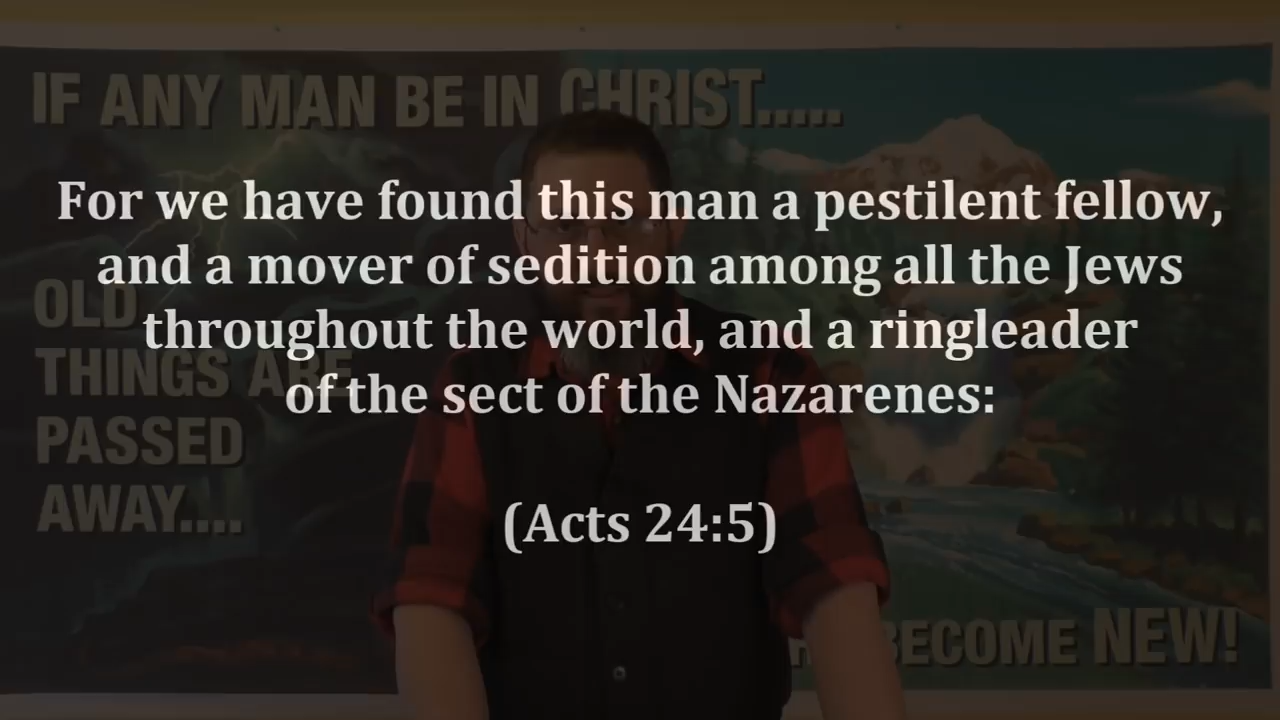 IF ANY MAN BE IN CHRIST.....
For we have found this man a pestilent fellow,
and a mover of sedition among all the Jews
throughout the world, and a ringleader
of the sect of the Nazarenes:
(Acts 24:5)
OLD
THINGS ARE
PASSED
AWAY....
BECOME NEW!